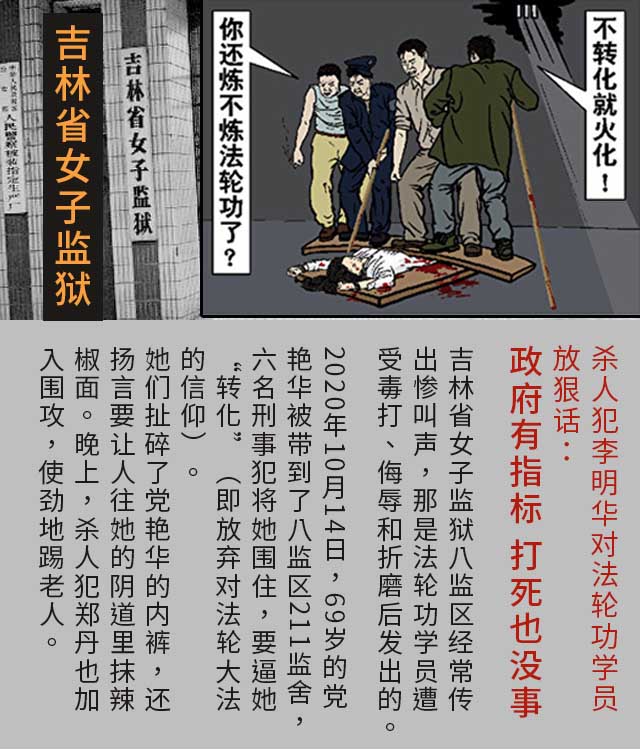 吉林省女子监狱
吉林省女子监狱
人民警察被装指定生产厂
不转化就火化！
你还炼不炼法轮功了？
杀人犯李明华对法轮功学员
放狠话：
政府有指标 打死也没事
吉林省女子监狱八监区经常传
出惨叫声，那是法轮功学员遭
受毒打、侮辱和折磨后发出的。
2020年10月14日，69岁的党
艳华被带到了八监区211监舍，
六名刑事犯将她围住，要逼她
“转化”（即放弃对法轮大法
的信仰）。
她们扯碎了党艳华的内裤，还
扬言要让人往她的阴道里抹辣
椒面。晚上，杀人犯郑丹也加
入围攻，使劲地踢老人。